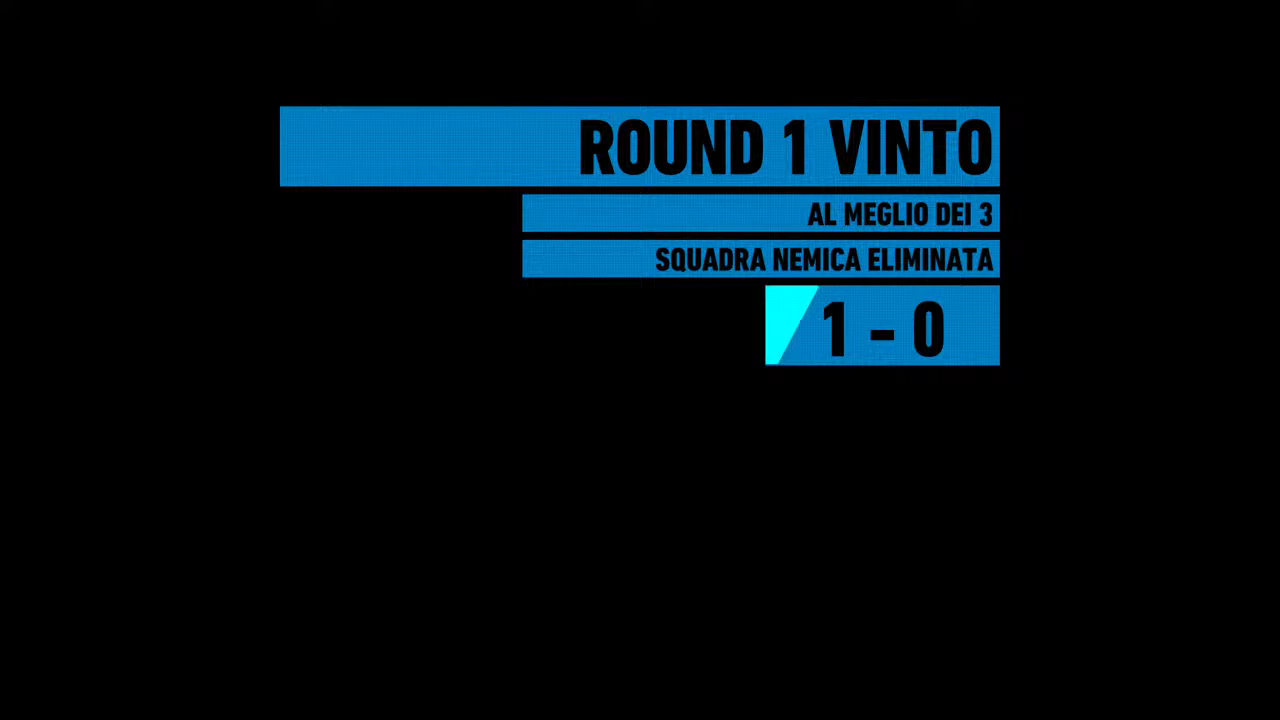 ROUND 1 VINTO
AL MEGLIO DEI 3
SQUADRA NEMICA ELIMINATA
1 - 0